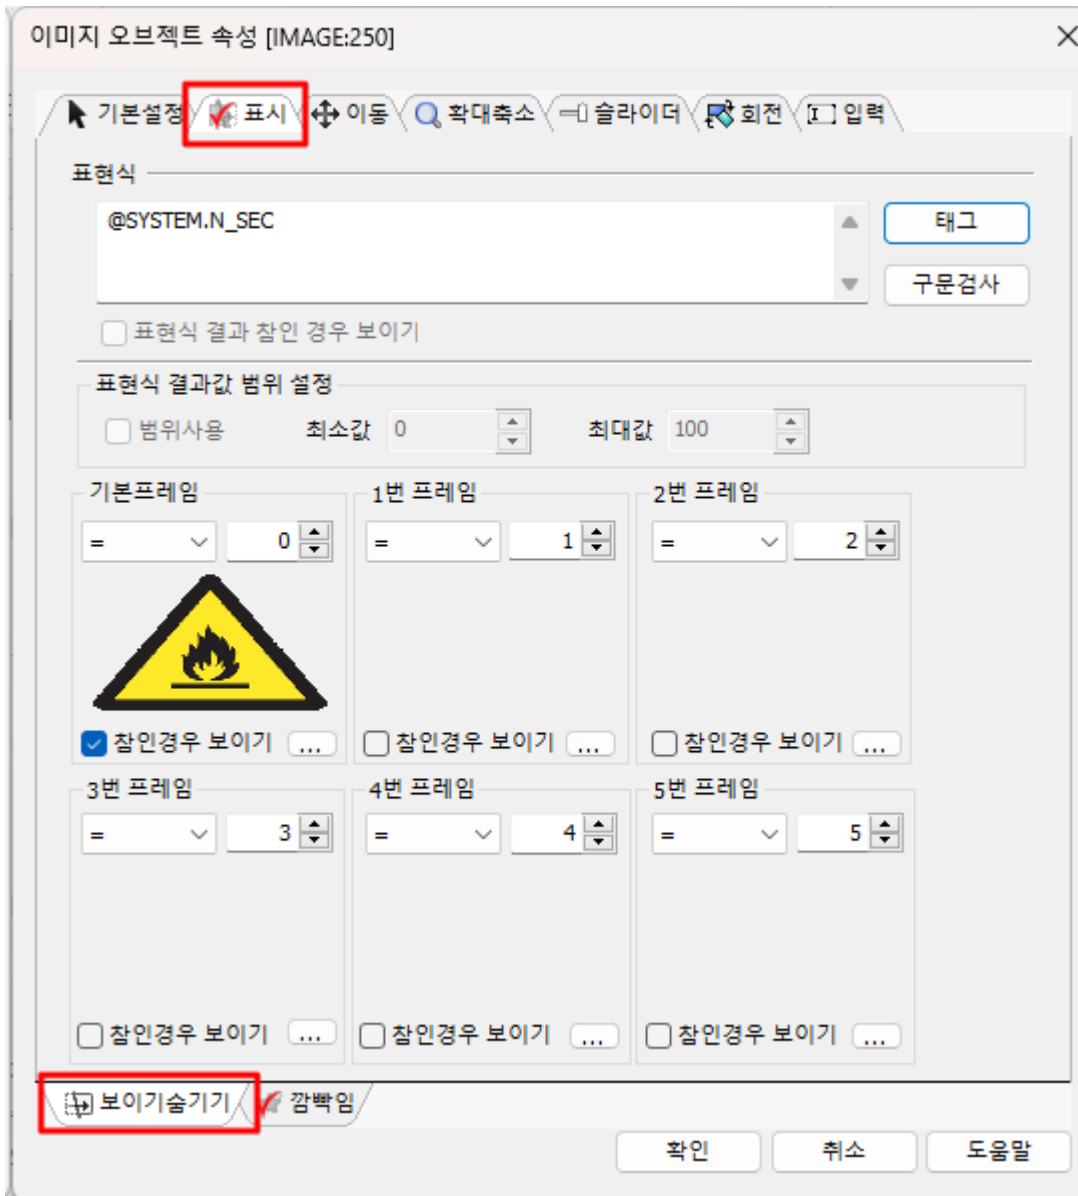 이미지 오브젝트 속성 [IMAGE:250]
기본설정 표시 이동 확대축소 슬라이더 회전 입력
표현식
@SYSTEM.N_SEC
태그
구문검사
표현식 결과 참인 경우 보이기
표현식 결과값 범위 설정
범위사용 최소값 0 최대값 100
기본프레임 1번 프레임 2번 프레임
= 0 = 1 = 2
참인경우 보이기 ... 참인경우 보이기 ... 참인경우 보이기 ...
3번 프레임 4번 프레임 5번 프레임
= 3 = 4 = 5
참인경우 보이기 ... 참인경우 보이기 ... 참인경우 보이기 ...
보이기숨기기 깜빡임
확인 취소 도움말